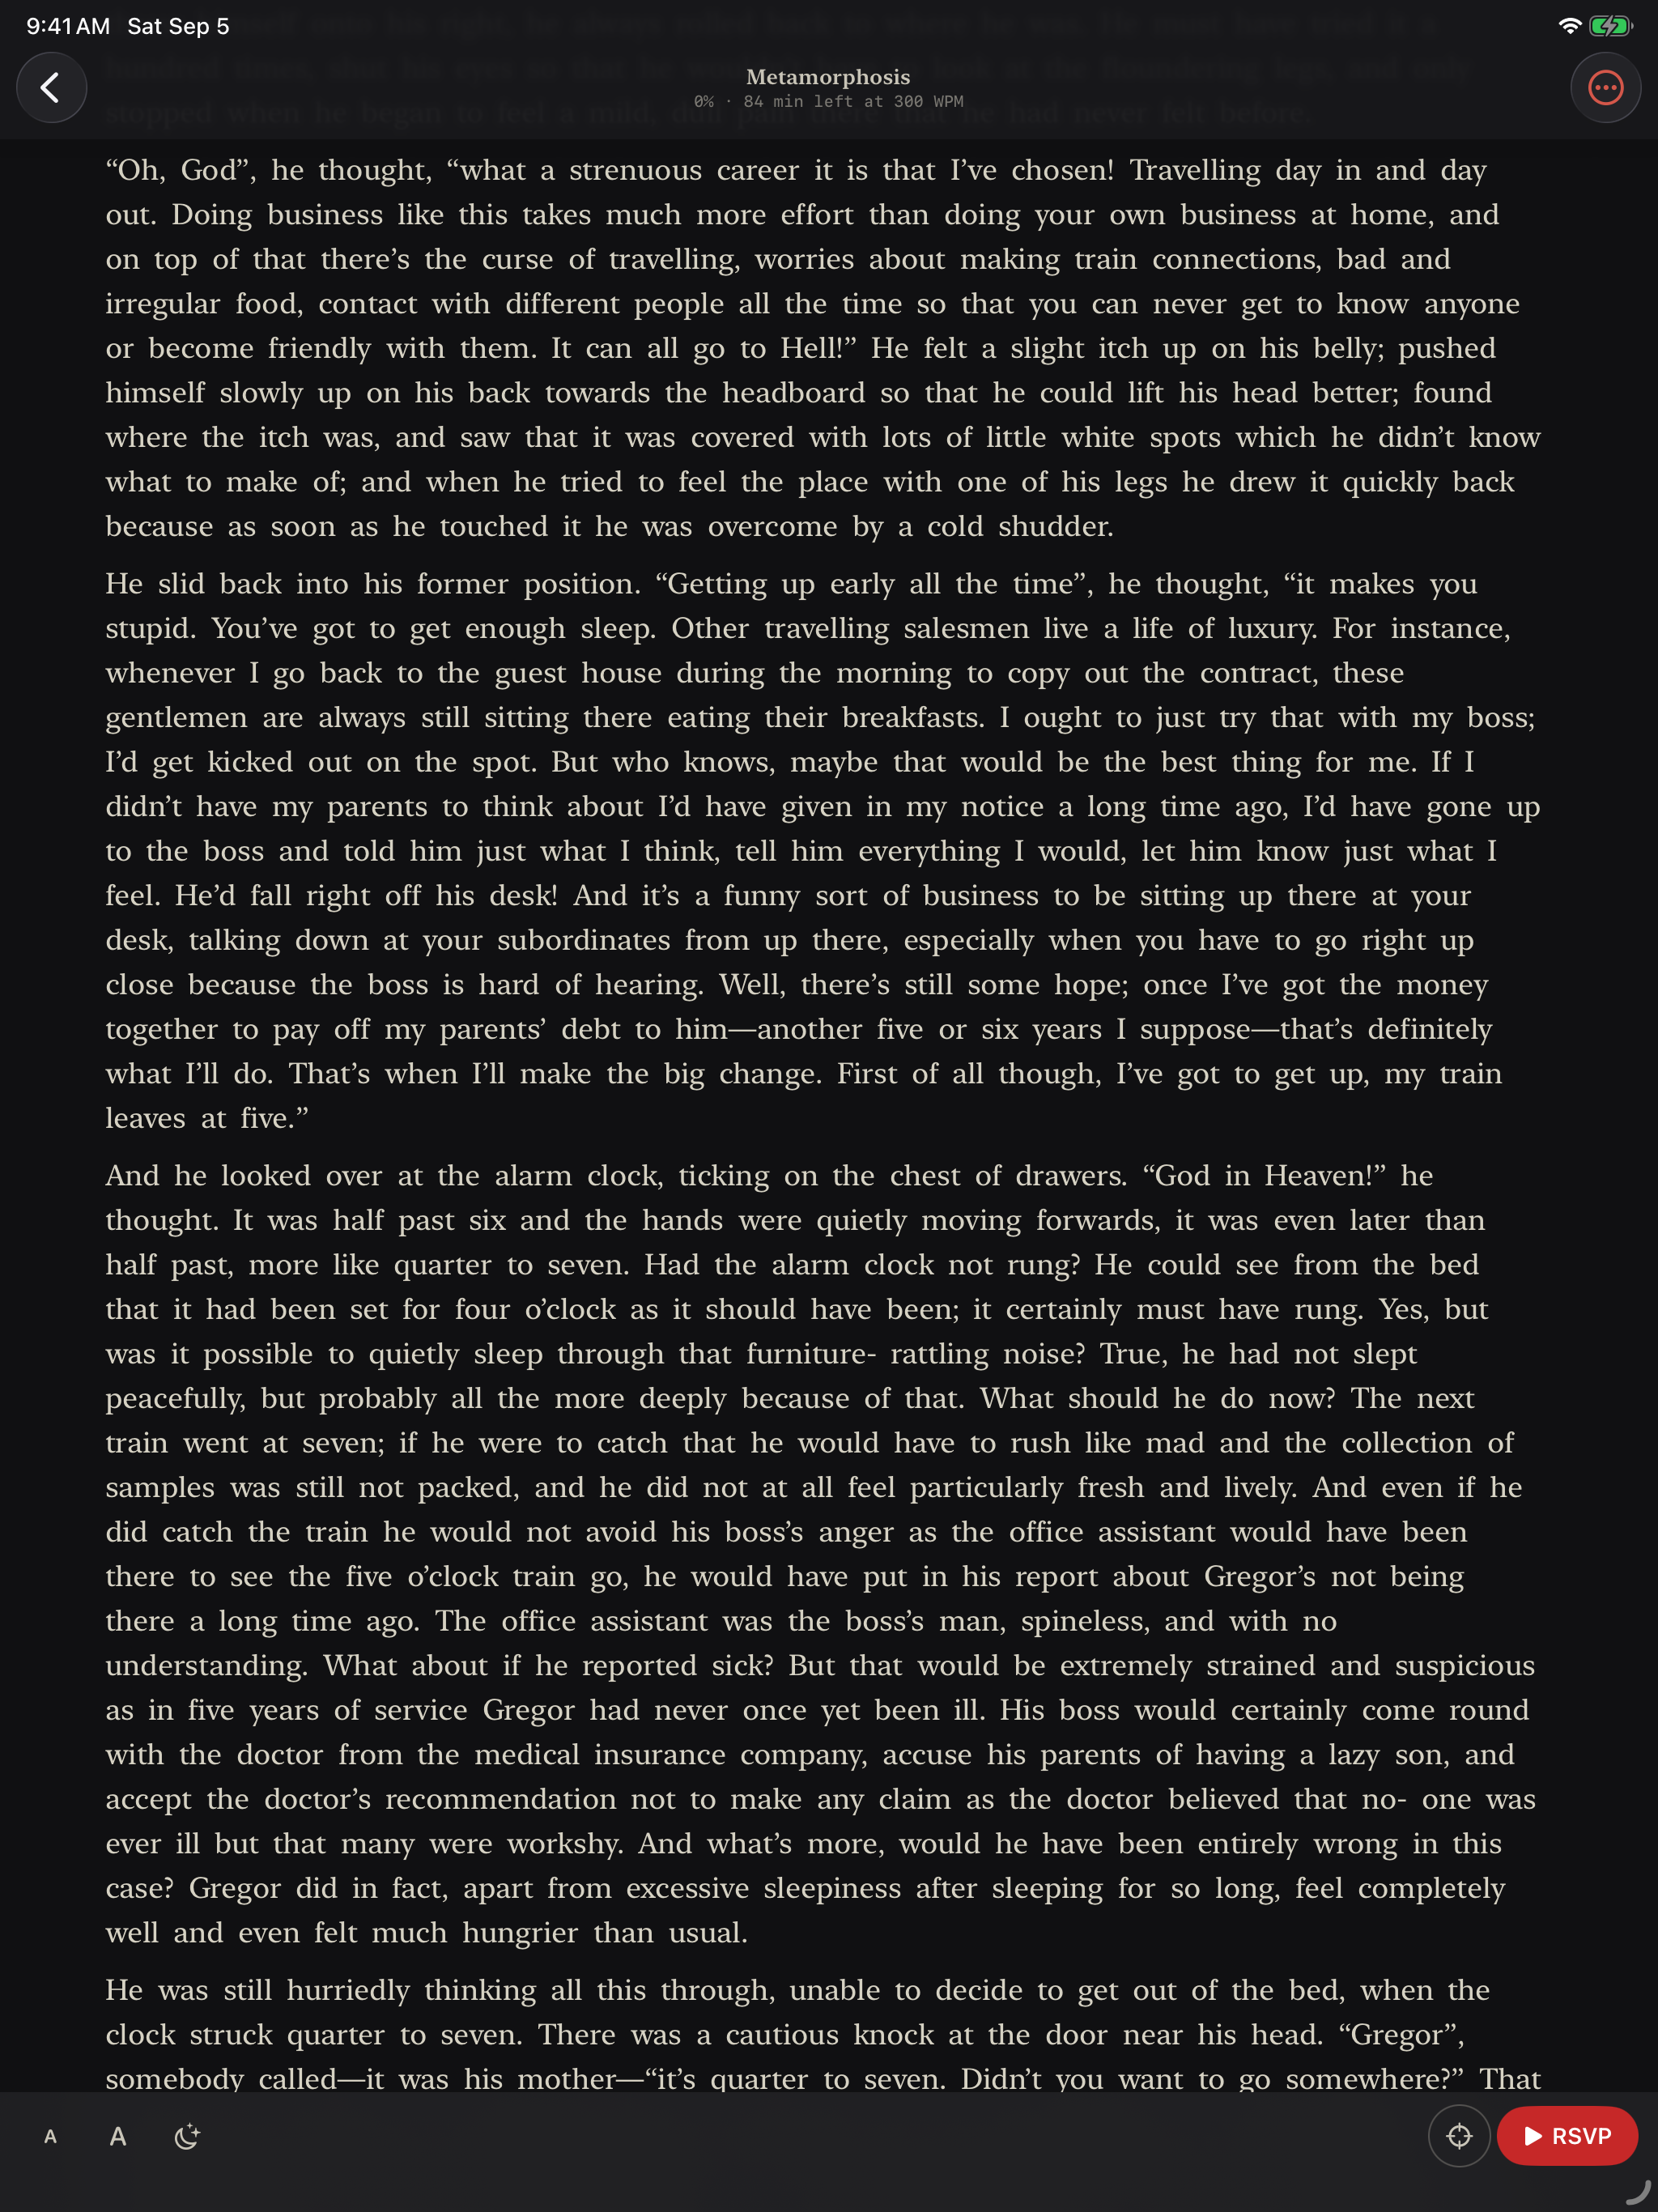 9:41 AM Sat Sep 5
Metamorphosis
0% · 84 min left at 300 WPM
stopped when he began to feel a mild, dull pain there that he had never felt before.
“Oh, God”, he thought, “what a strenuous career it is that I’ve chosen! Travelling day in and day
out. Doing business like this takes much more effort than doing your own business at home, and
on top of that there’s the curse of travelling, worries about making train connections, bad and
irregular food, contact with different people all the time so that you can never get to know anyone
or become friendly with them. It can all go to Hell!” He felt a slight itch up on his belly; pushed
himself slowly up on his back towards the headboard so that he could lift his head better; found
where the itch was, and saw that it was covered with lots of little white spots which he didn’t know
what to make of; and when he tried to feel the place with one of his legs he drew it quickly back
because as soon as he touched it he was overcome by a cold shudder.
He slid back into his former position. “Getting up early all the time”, he thought, “it makes you
stupid. You’ve got to get enough sleep. Other travelling salesmen live a life of luxury. For instance,
whenever I go back to the guest house during the morning to copy out the contract, these
gentlemen are always still sitting there eating their breakfasts. I ought to just try that with my boss;
I’d get kicked out on the spot. But who knows, maybe that would be the best thing for me. If I
didn’t have my parents to think about I’d have given in my notice a long time ago, I’d have gone up
to the boss and told him just what I think, tell him everything I would, let him know just what I
feel. He’d fall right off his desk! And it’s a funny sort of business to be sitting up there at your
desk, talking down at your subordinates from up there, especially when you have to go right up
close because the boss is hard of hearing. Well, there’s still some hope; once I’ve got the money
together to pay off my parents’ debt to him—another five or six years I suppose—that’s definitely
what I’ll do. That’s when I’ll make the big change. First of all though, I’ve got to get up, my train
leaves at five.”
And he looked over at the alarm clock, ticking on the chest of drawers. “God in Heaven!” he
thought. It was half past six and the hands were quietly moving forwards, it was even later than
half past, more like quarter to seven. Had the alarm clock not rung? He could see from the bed
that it had been set for four o’clock as it should have been; it certainly must have rung. Yes, but
was it possible to quietly sleep through that furniture- rattling noise? True, he had not slept
peacefully, but probably all the more deeply because of that. What should he do now? The next
train went at seven; if he were to catch that he would have to rush like mad and the collection of
samples was still not packed, and he did not at all feel particularly fresh and lively. And even if he
did catch the train he would not avoid his boss’s anger as the office assistant would have been
there to see the five o’clock train go, he would have put in his report about Gregor’s not being
there a long time ago. The office assistant was the boss’s man, spineless, and with no
understanding. What about if he reported sick? But that would be extremely strained and suspicious
as in five years of service Gregor had never once yet been ill. His boss would certainly come round
with the doctor from the medical insurance company, accuse his parents of having a lazy son, and
accept the doctor’s recommendation not to make any claim as the doctor believed that no- one was
ever ill but that many were workshy. And what’s more, would he have been entirely wrong in this
case? Gregor did in fact, apart from excessive sleepiness after sleeping for so long, feel completely
well and even felt much hungrier than usual.
He was still hurriedly thinking all this through, unable to decide to get out of the bed, when the
clock struck quarter to seven. There was a cautious knock at the door near his head. “Gregor”,
somebody called—it was his mother—“it’s quarter to seven. Didn’t you want to go somewhere?” That
A A RSVP